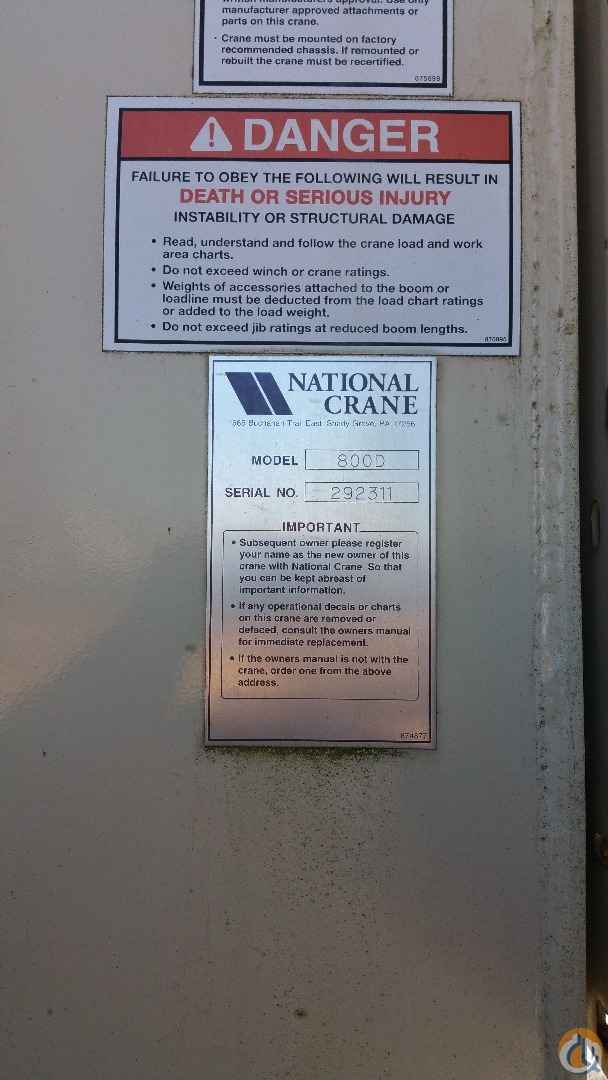 manufacturer approved attachments or
parts on this crane.
· Crane must be mounted on factory
recommended chassis. If remounted or
rebuilt the crane must be recertified.
DANGER
FAILURE TO OBEY THE FOLLOWING WILL RESULT IN
DEATH OR SERIOUS INJURY
INSTABILITY OR STRUCTURAL DAMAGE
• Read, understand and follow the crane load and work
area charts.
• Do not exceed winch or crane ratings.
• Weights of accessories attached to the boom or
loadline must be deducted from the load chart ratings
or added to the load weight.
• Do not exceed jib ratings at reduced boom lengths.
NATIONAL
CRANE
Buchanan Trail East, Shady Grove, PA
MODEL 800D
SERIAL NO. 292311
IMPORTANT
• Subsequent owner please register
your name as the new owner of this
crane with National Crane. So that
you can be kept abreast of
important information.
• If any operational decals or charts
on this crane are removed or
defaced, consult the owners manual
for immediate replacement.
• If the owners manual is not with the
crane, order one from the above
address.